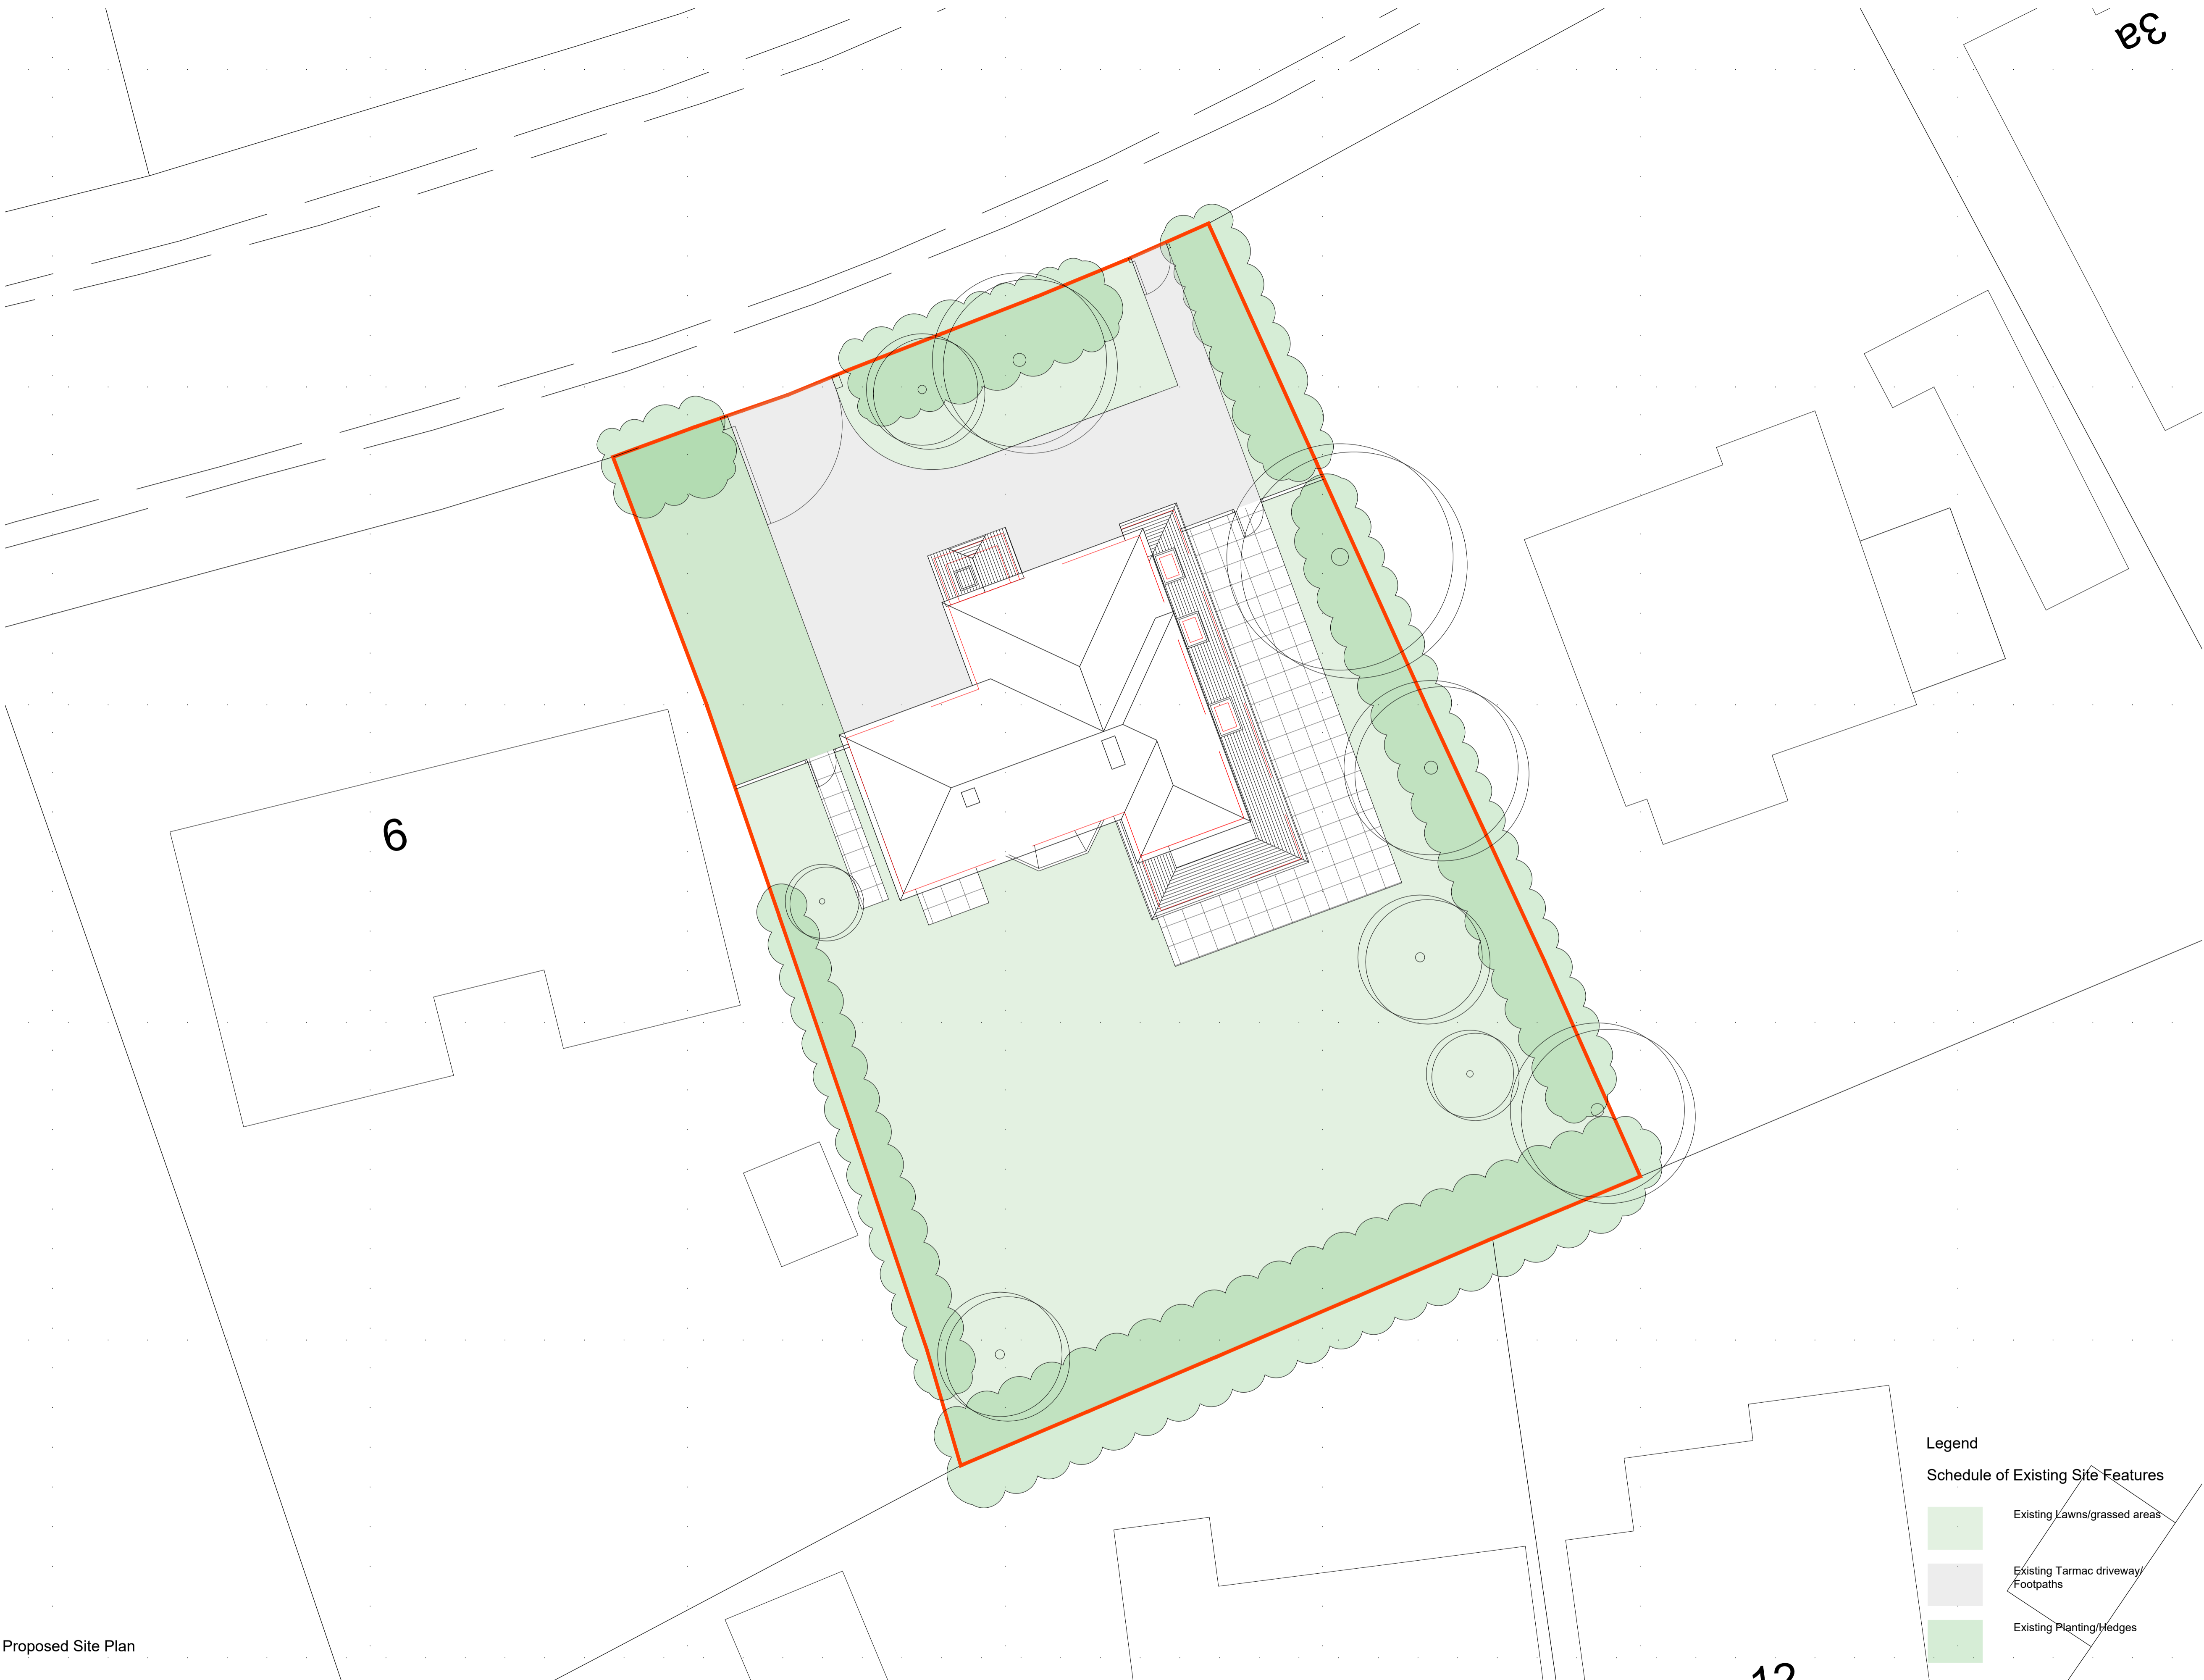 3a
6
Legend
Schedule of Existing Site Features
Existing Lawns/grassed areas
Existing Tarmac driveway/
Footpaths
Existing Planting/Hedges
Proposed Site Plan
12